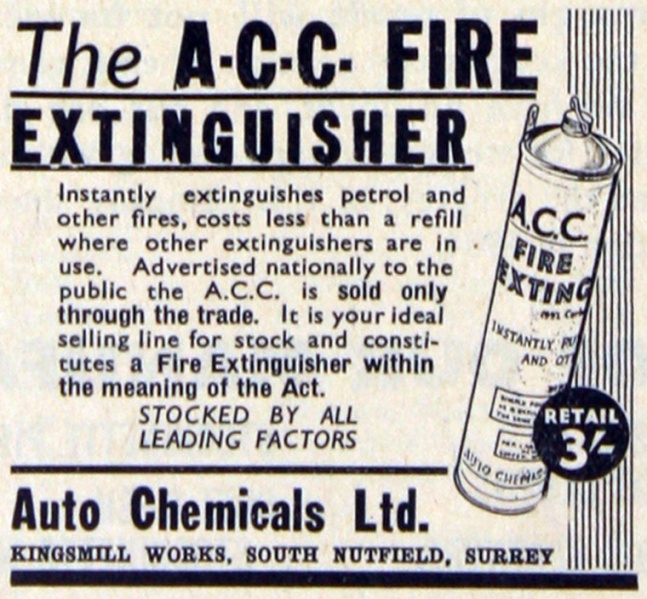 The A·C·C· FIRE
EXTINGUISHER
Instantly extinguishes petrol and
other fires, costs less than a refill
where other extinguishers are in
use. Advertised nationally to the
public the A.C.C. is sold only
through the trade. It is your ideal
selling line for stock and consti-
tutes a Fire Extinguisher within
the meaning of the Act.
STOCKED BY ALL
LEADING FACTORS
A.C.C.
FIRE
EXTING
INSTANTLY
AND
AUTO
RETAIL
3/-
Auto Chemicals Ltd.
KINGSMILL WORKS, SOUTH NUTFIELD, SURREY